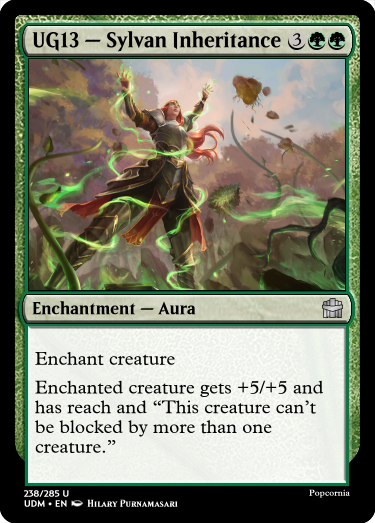 UG13 — Sylvan Inheritance 3
Enchantment — Aura
Enchant creature
Enchanted creature gets +5/+5 and
has reach and “This creature can’t
be blocked by more than one
creature.”
238/285 U
Popcornia
UDM • EN Hilary Purnamasari